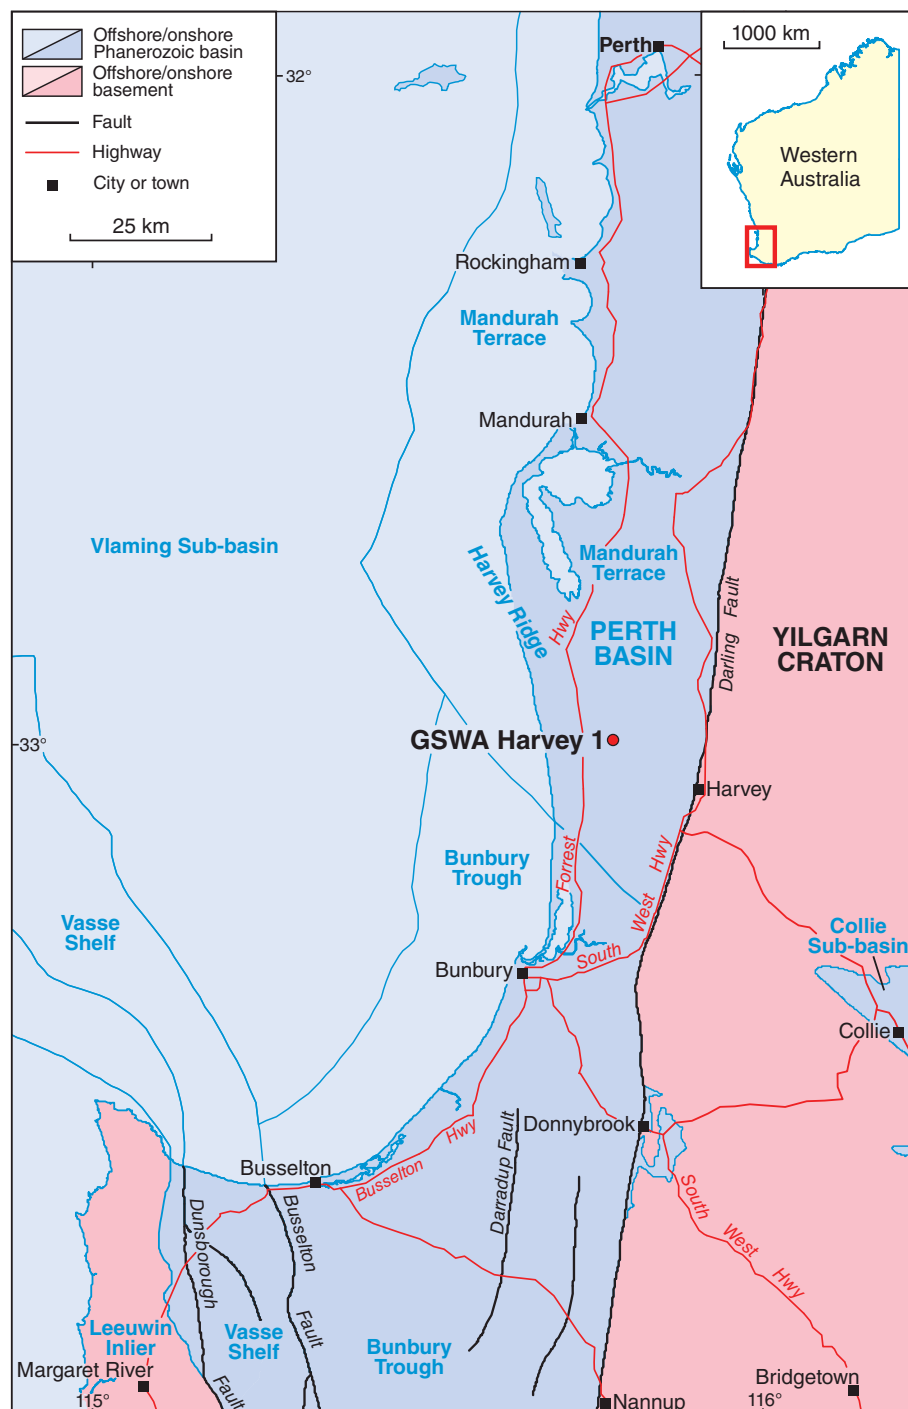 Offshore/onshore
Phanerozoic basin
Offshore/onshore
basement
Fault
Highway
City or town
25 km
1000 km
Western
Australia
32°
Perth
Rockingham
Mandurah
Terrace
Mandurah
Vlaming Sub-basin
Harvey Ridge
Mandurah
Terrace
Hwy
PERTH
BASIN
Darling Fault
YILGARN
CRATON
33°
GSWA Harvey 1
Harvey
Bunbury
Trough
Forrest
Hwy
West
South
Vasse
Shelf
Collie
Sub-basin
Bunbury
Collie
Donnybrook
Hwy
Busselton
Busselton
Darradup Fault
Dunsborough
Fault
Busselton
Fault
South
West
Hwy
Leeuwin
Inlier
Vasse
Shelf
Bunbury
Trough
Margaret River
115°
Nannup
116°
Bridgetown